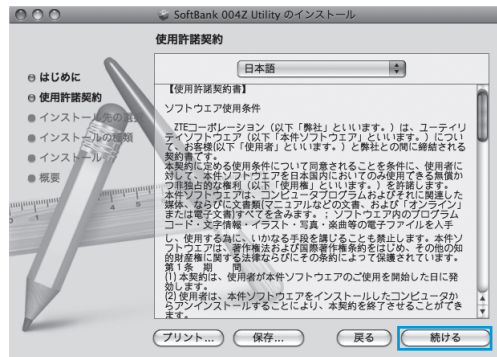 SoftBank 004Z Utility のインストール
使用許諾契約
はじめに
使用許諾契約
インストール先の選択
インストールの種類
インストール
概要
日本語
【使用許諾契約書】
ソフトウエア使用条件
ZTEコーポレーション（以下「弊社」といいます。）は、ユーティリ
ティソフトウエア（以下「本件ソフトウエア」といいます。）につい
て、お客様(以下「使用者」といいます。）と弊社との間に締結される
契約書です。
本契約に定める使用条件について同意されることを条件に、使用者に
対して、本件ソフトウエアを日本国内においてのみ使用できる無償か
つ非独占的な権利（以下「使用権」といいます。）を許諾します。
本件ソフトウエアは、コンピュータプログラムおよびそれに関連した
媒体、ならびに文書類(マニュアルなどの文書、および「オンライン」
または電子文書)すべてを含みます。；ソフトウエア内のプログラム
コード・文字情報・イラスト・写真・楽曲等の電子ファイルを入手
し、使用する為に、いかなる手段を講じることも禁止します。本件ソ
フトウエアは、著作権法および国際著作権条約をはじめ、その他の知
的財産権に関する法律ならびにその条約によって保護されています。
第１条 期　　間
(1) 本契約は、使用者が本件ソフトウエアのご使用を開始した日に発
効します。
(2) 使用者は、本件ソフトウエアをインストールしたコンピュータか
らアンインストールすることにより、本契約を終了させることができ
ます。
プリント... 保存... 戻る 続ける